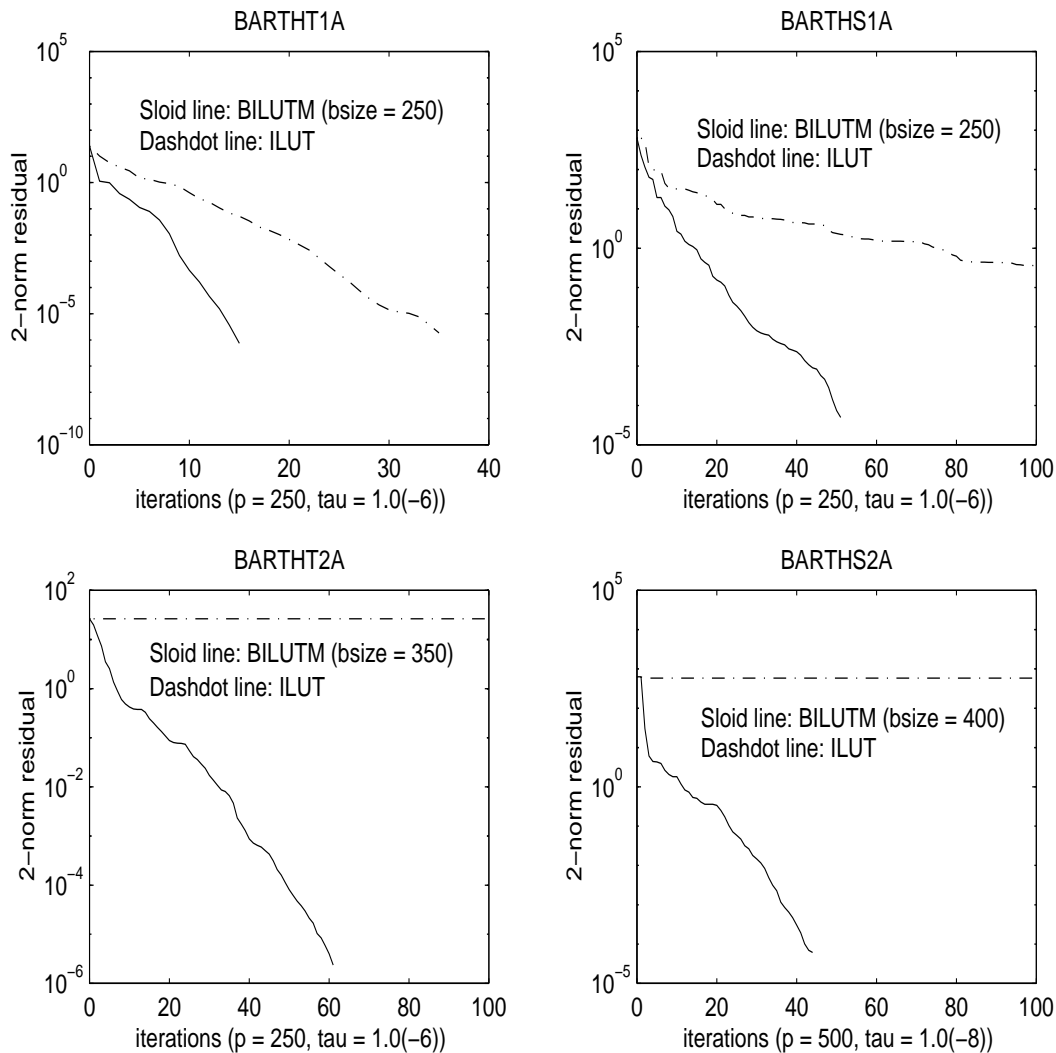 BARTHT1A
10^5
10^0
10^−5
10^−10
2−norm residual
Sloid line: BILUTM (bsize = 250)
Dashdot line: ILUT
0 10 20 30 40
iterations (p = 250, tau = 1.0(−6))
BARTHS1A
10^5
10^0
10^−5
2−norm residual
Sloid line: BILUTM (bsize = 250)
Dashdot line: ILUT
0 20 40 60 80 100
iterations (p = 250, tau = 1.0(−6))
BARTHT2A
10^2
10^0
10^−2
10^−4
10^−6
2−norm residual
Sloid line: BILUTM (bsize = 350)
Dashdot line: ILUT
0 20 40 60 80 100
iterations (p = 250, tau = 1.0(−6))
BARTHS2A
10^5
10^0
10^−5
2−norm residual
Sloid line: BILUTM (bsize = 400)
Dashdot line: ILUT
0 20 40 60 80 100
iterations (p = 500, tau = 1.0(−8))